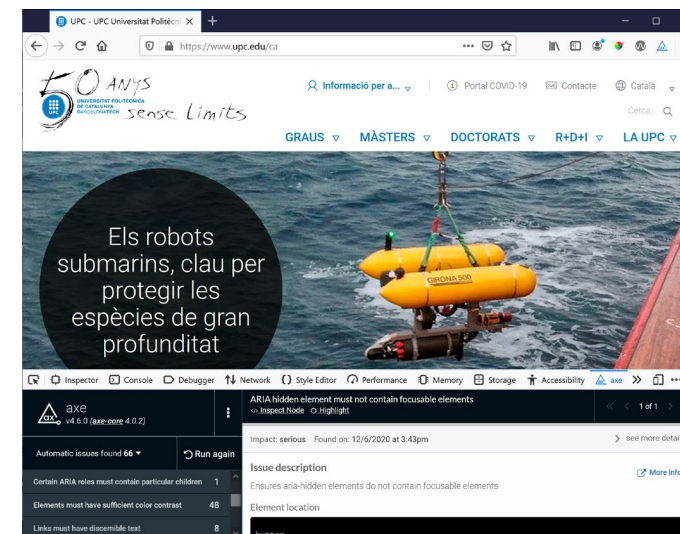 UPC - UPC Universitat Politècni
https://www.upc.edu/ca
50 ANYS
UNIVERSITAT POLITÈCNICA
DE CATALUNYA
BARCELONATECH
UPC
sense límits
Informació per a...
Portal COVID-19
Contacte
Català
Cerca...
GRAUS
MÀSTERS
DOCTORATS
R+D+I
LA UPC
Els robots
submarins, clau per
protegir les
espècies de gran
profunditat
GIRONA 500
Inspector
Console
Debugger
Network
Style Editor
Performance
Memory
Storage
Accessibility
axe
axe
v4.6.0 (axe-core 4.0.2)
Automatic issues found 66
Run again
Certain ARIA roles must contain particular children 1
Elements must have sufficient color contrast 48
Links must have discernible text 8
ARIA hidden element must not contain focusable elements
Inspect Node Highlight
1 of 1
Impact: serious Found on: 12/6/2020 at 3:43pm
see more detai
Issue description
More info
Ensures aria-hidden elements do not contain focusable elements
Element location